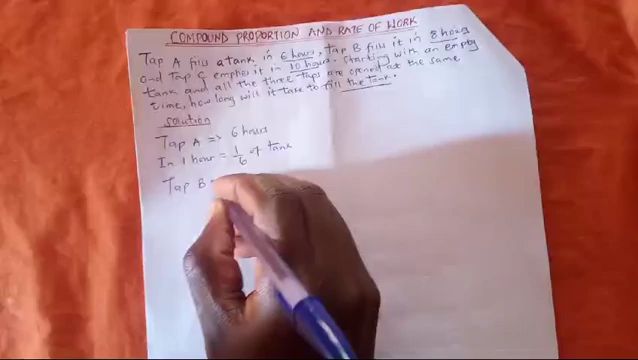 COMPOUND PROPORTION AND RATE OF WORK
Tap A fills a tank in 6 hours, Tap B fills it in 8 hours
and Tap C empties it in 10 hours. Starting with an empty
tank and all the three taps are opened at the same
time, how long will it take to fill the tank.
Solution
Tap A => 6 hours
In 1 hour = 1/6 of tank
Tap B